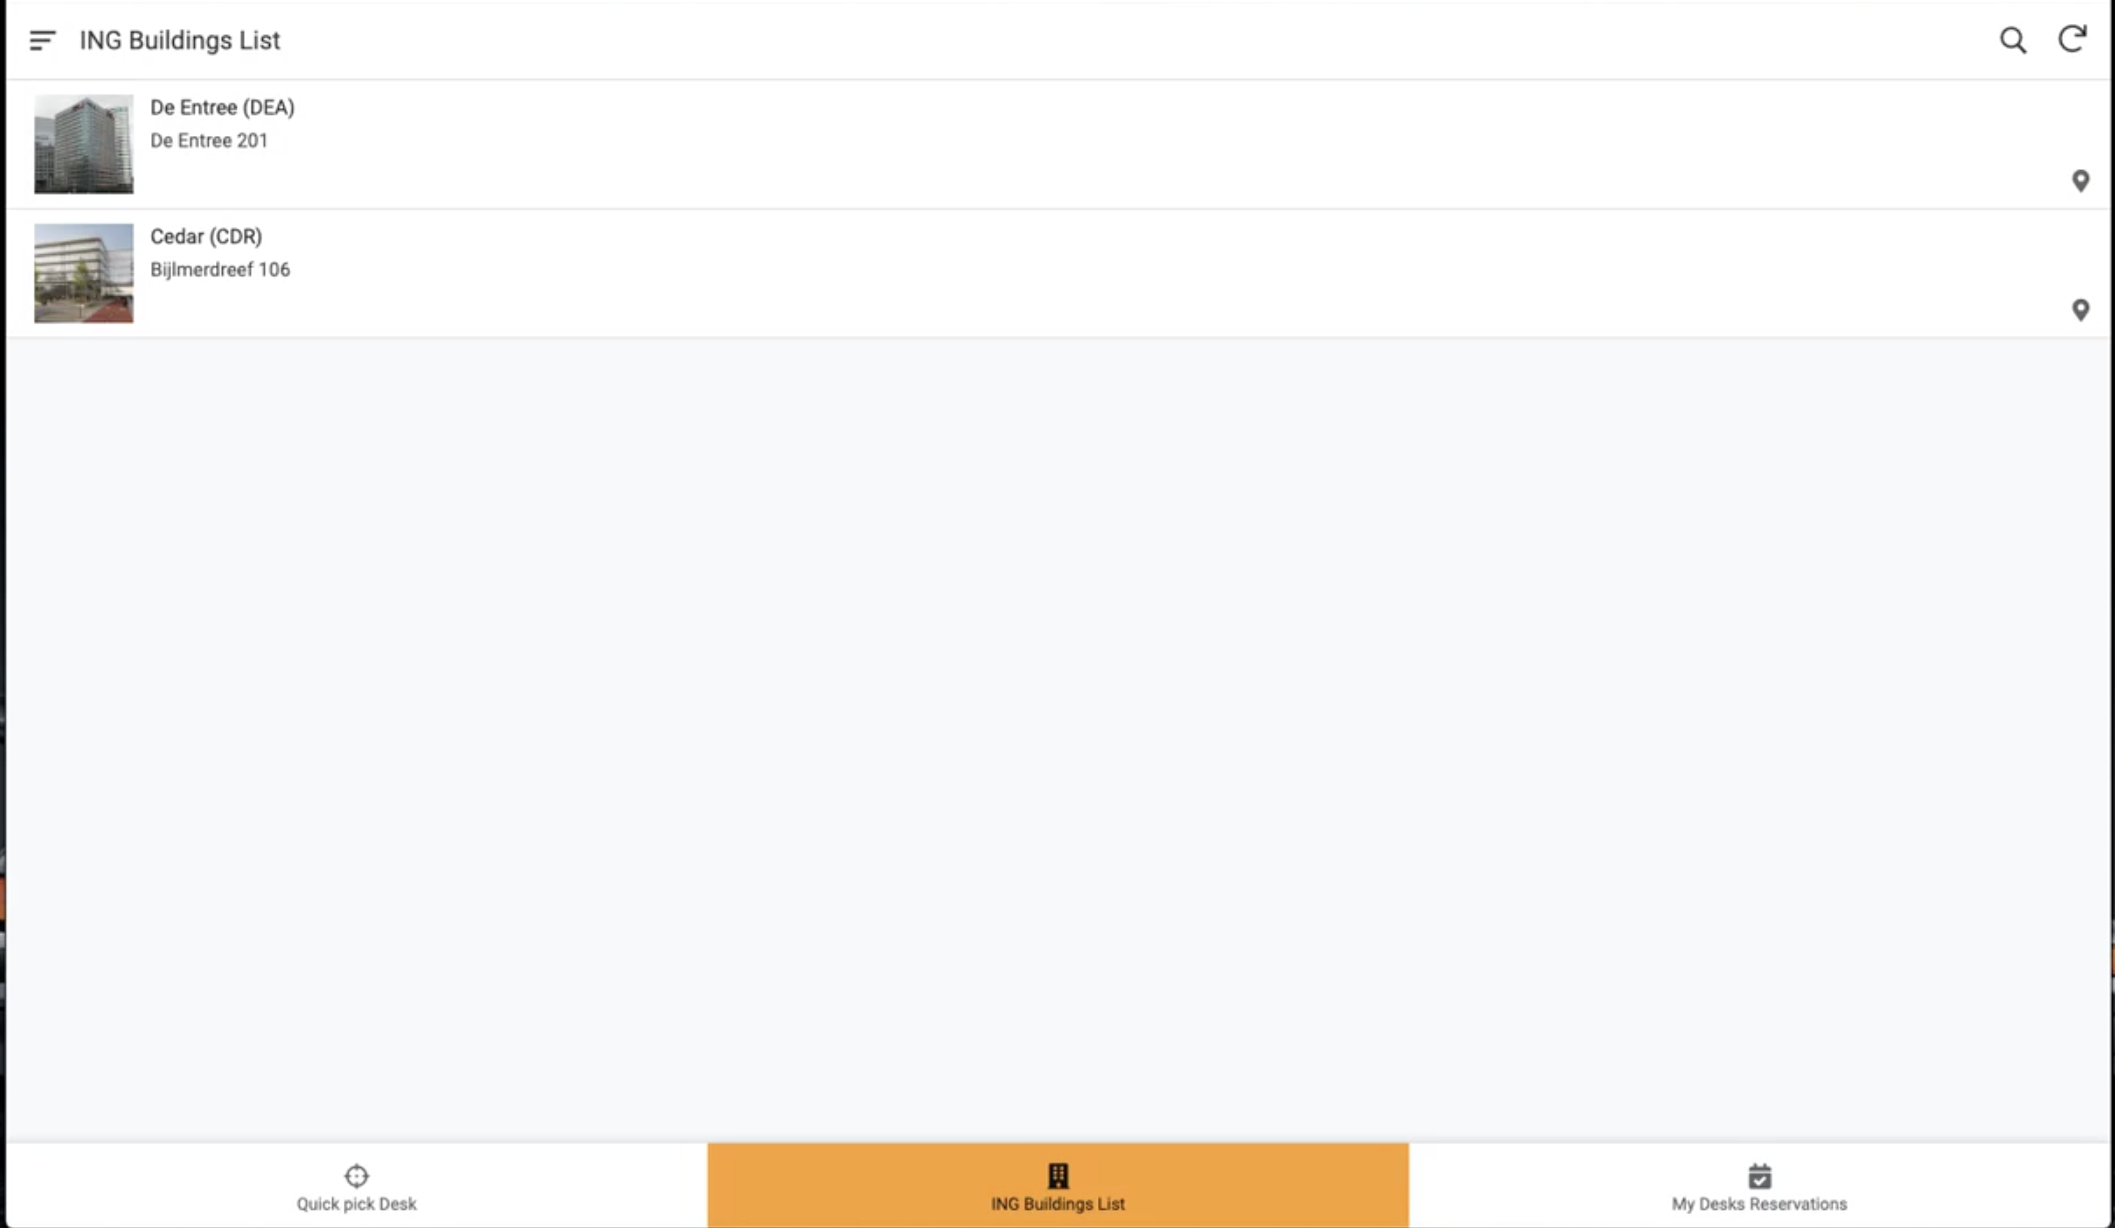 ING Buildings List
De Entree (DEA)
De Entree 201
Cedar (CDR)
Bijlmerdreef 106
Quick pick Desk
ING Buildings List
My Desks Reservations